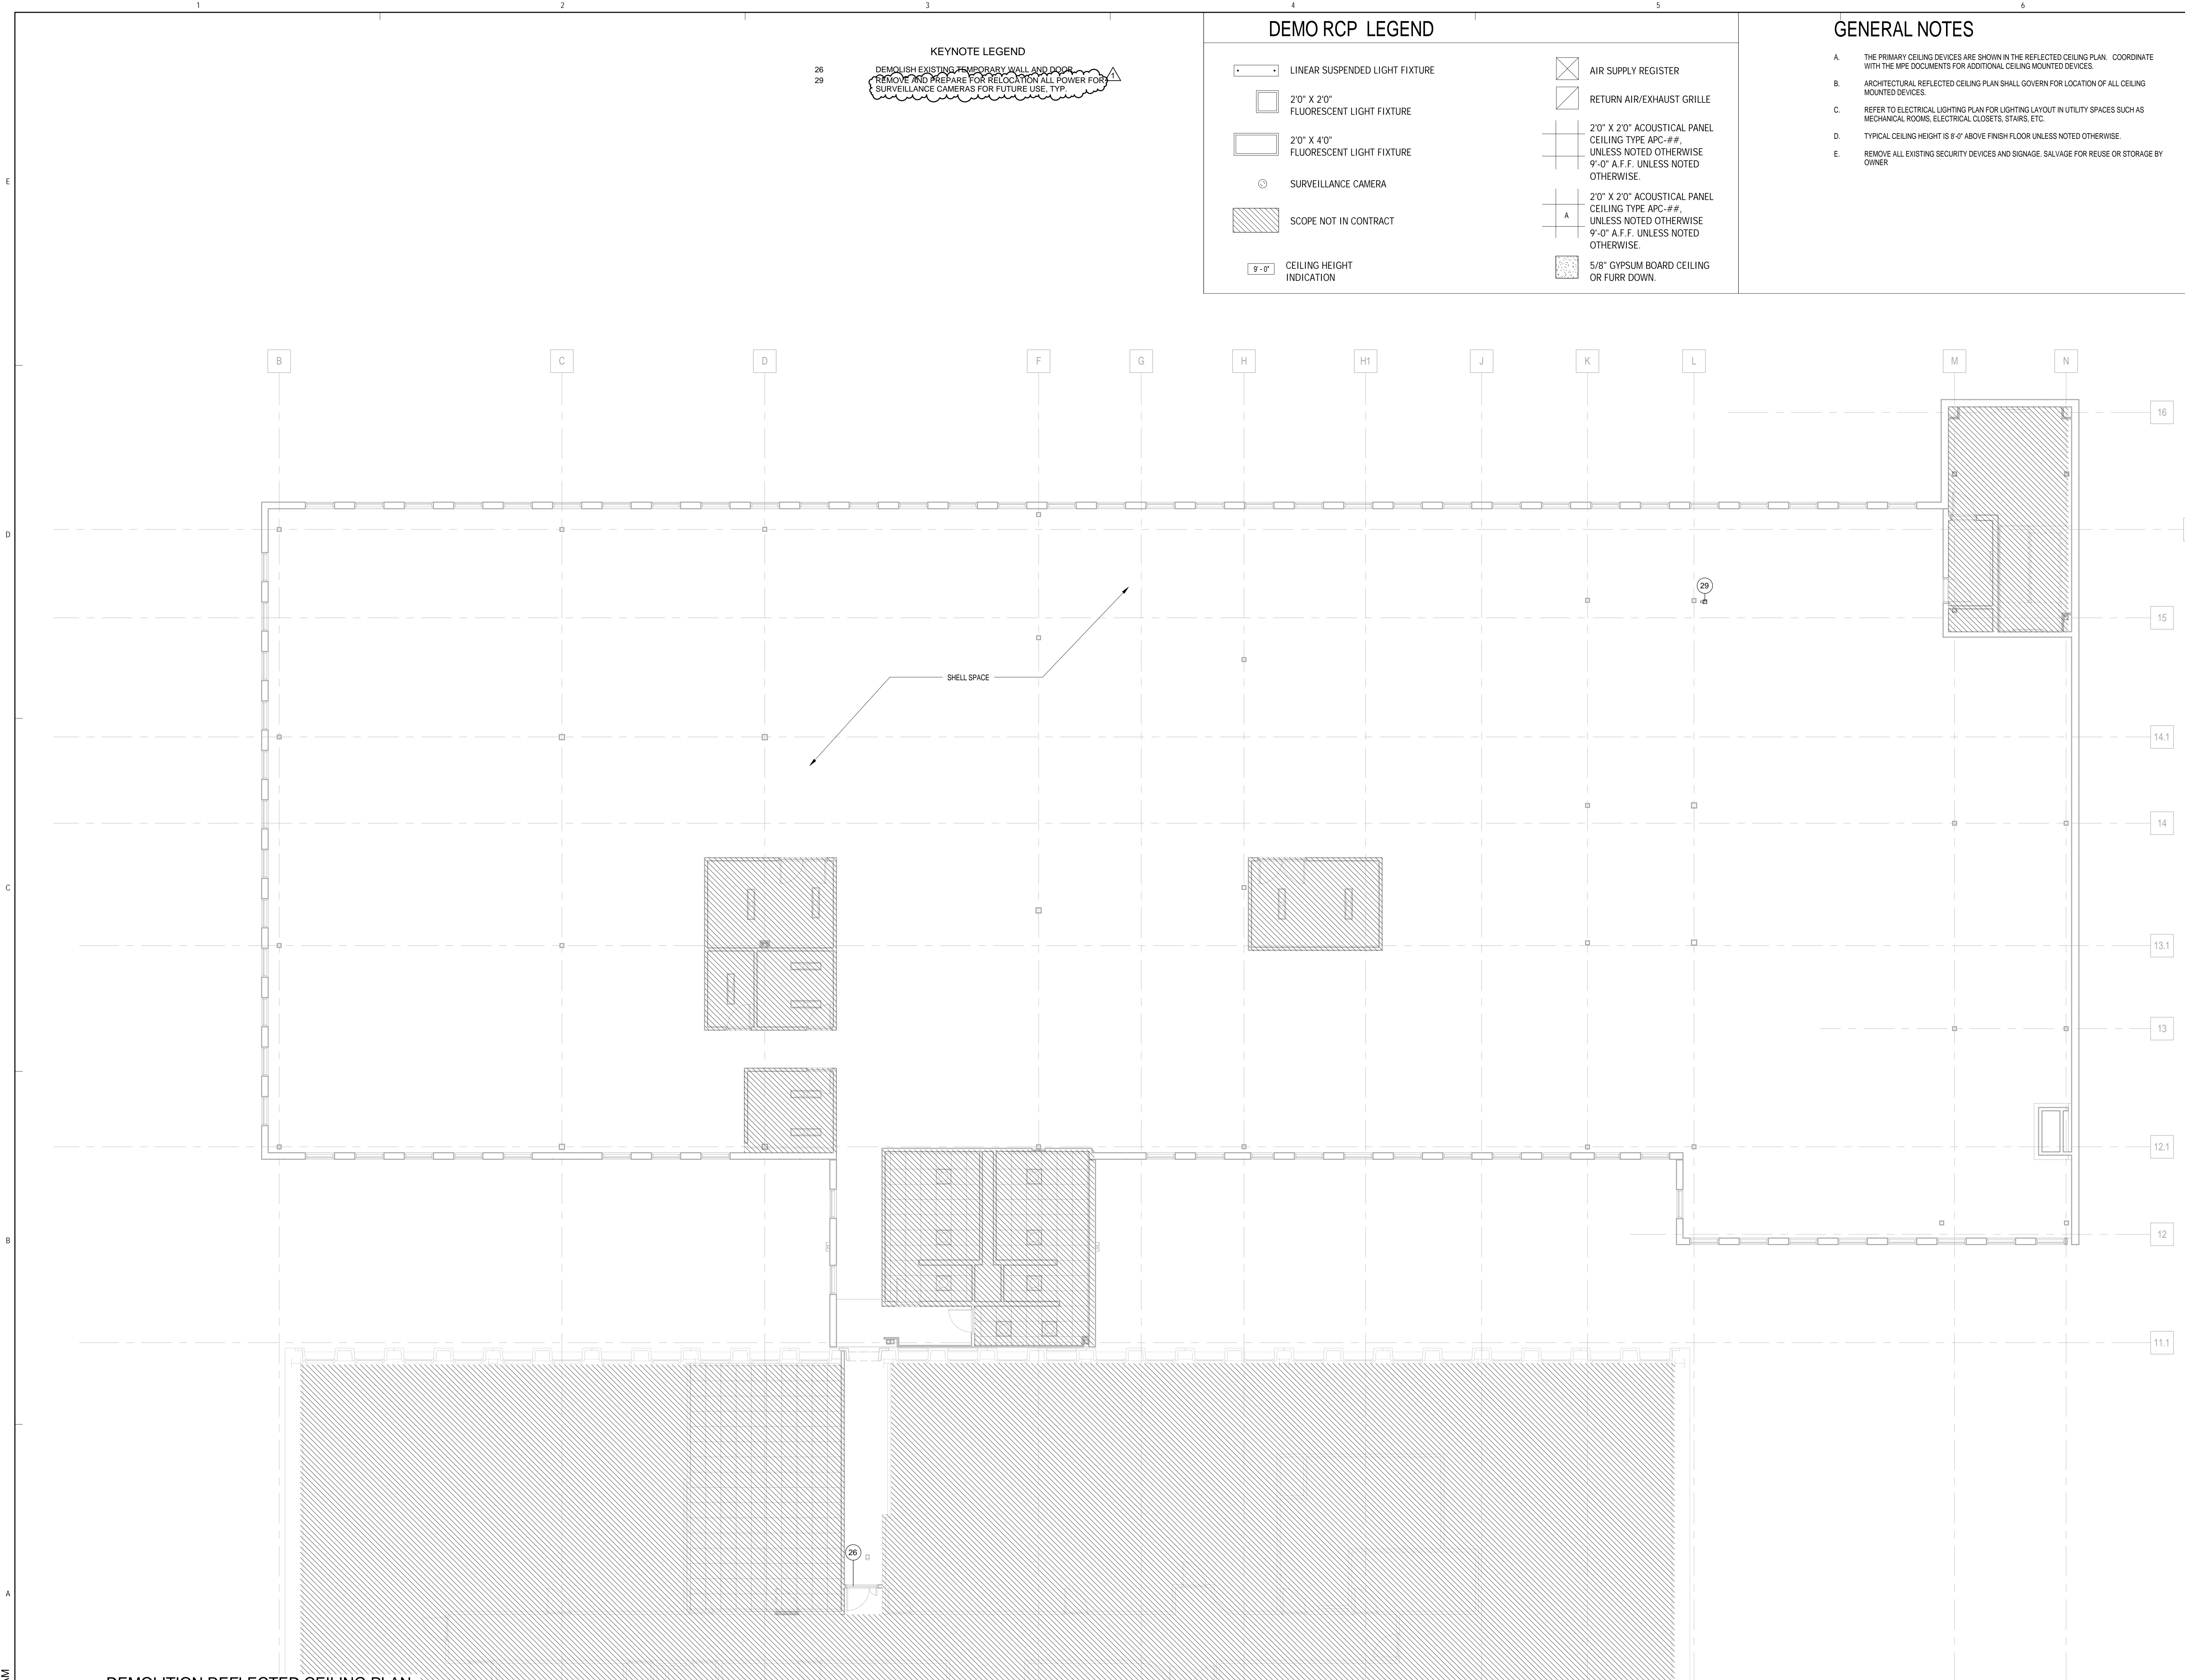 1
2
3
4
5
6
KEYNOTE LEGEND
26 DEMOLISH EXISTING TEMPORARY WALL AND DOOR
29 REMOVE AND PREPARE FOR RELOCATION ALL POWER FOR
SURVEILLANCE CAMERAS FOR FUTURE USE, TYP.
1
DEMO RCP LEGEND
LINEAR SUSPENDED LIGHT FIXTURE
2'0" X 2'0"
FLUORESCENT LIGHT FIXTURE
2'0" X 4'0"
FLUORESCENT LIGHT FIXTURE
SURVEILLANCE CAMERA
SCOPE NOT IN CONTRACT
9' - 0"
CEILING HEIGHT
INDICATION
AIR SUPPLY REGISTER
RETURN AIR/EXHAUST GRILLE
2'0" X 2'0" ACOUSTICAL PANEL
CEILING TYPE APC-##,
UNLESS NOTED OTHERWISE
9'-0" A.F.F. UNLESS NOTED
OTHERWISE.
A
2'0" X 2'0" ACOUSTICAL PANEL
CEILING TYPE APC-##,
UNLESS NOTED OTHERWISE
9'-0" A.F.F. UNLESS NOTED
OTHERWISE.
5/8" GYPSUM BOARD CEILING
OR FURR DOWN.
GENERAL NOTES
A. THE PRIMARY CEILING DEVICES ARE SHOWN IN THE REFLECTED CEILING PLAN. COORDINATE
WITH THE MPE DOCUMENTS FOR ADDITIONAL CEILING MOUNTED DEVICES.
B. ARCHITECTURAL REFLECTED CEILING PLAN SHALL GOVERN FOR LOCATION OF ALL CEILING
MOUNTED DEVICES.
C. REFER TO ELECTRICAL LIGHTING PLAN FOR LIGHTING LAYOUT IN UTILITY SPACES SUCH AS
MECHANICAL ROOMS, ELECTRICAL CLOSETS, STAIRS, ETC.
D. TYPICAL CEILING HEIGHT IS 8'-0" ABOVE FINISH FLOOR UNLESS NOTED OTHERWISE.
E. REMOVE ALL EXISTING SECURITY DEVICES AND SIGNAGE. SALVAGE FOR REUSE OR STORAGE BY
OWNER
E
D
C
B
A
B
C
D
F
G
H
H1
J
K
L
M
N
16
29
15
SHELL SPACE
14.1
14
13.1
13
12.1
12
11.1
26
DEMOLITION REFLECTED CEILING PLAN
AM